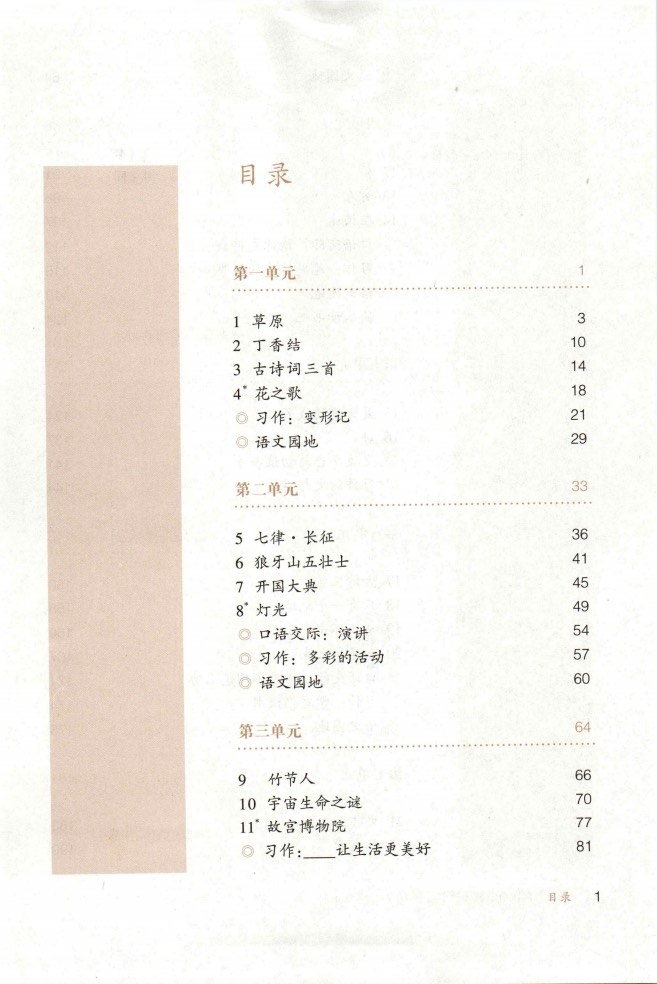 目录
第一单元 1
1 草原 3
2 丁香结 10
3 古诗词三首 14
4* 花之歌 18
◎ 习作：变形记 21
◎ 语文园地 29
第二单元 33
5 七律·长征 36
6 狼牙山五壮士 41
7 开国大典 45
8* 灯光 49
◎ 口语交际：演讲 54
◎ 习作：多彩的活动 57
◎ 语文园地 60
第三单元 64
9 竹节人 66
10 宇宙生命之谜 70
11* 故宫博物院 77
◎ 习作：____让生活更美好 81
目录 1